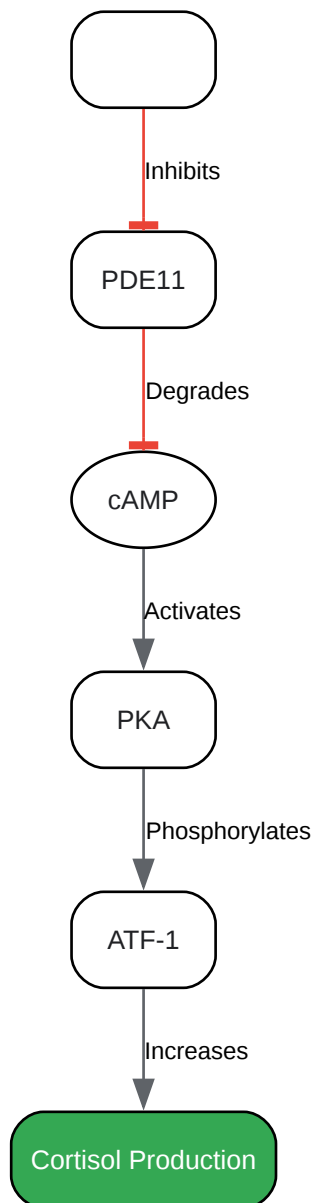 Inhibits
PDE11
Degrades
cAMP
Activates
PKA
Phosphorylates
ATF-1
Increases
Cortisol Production